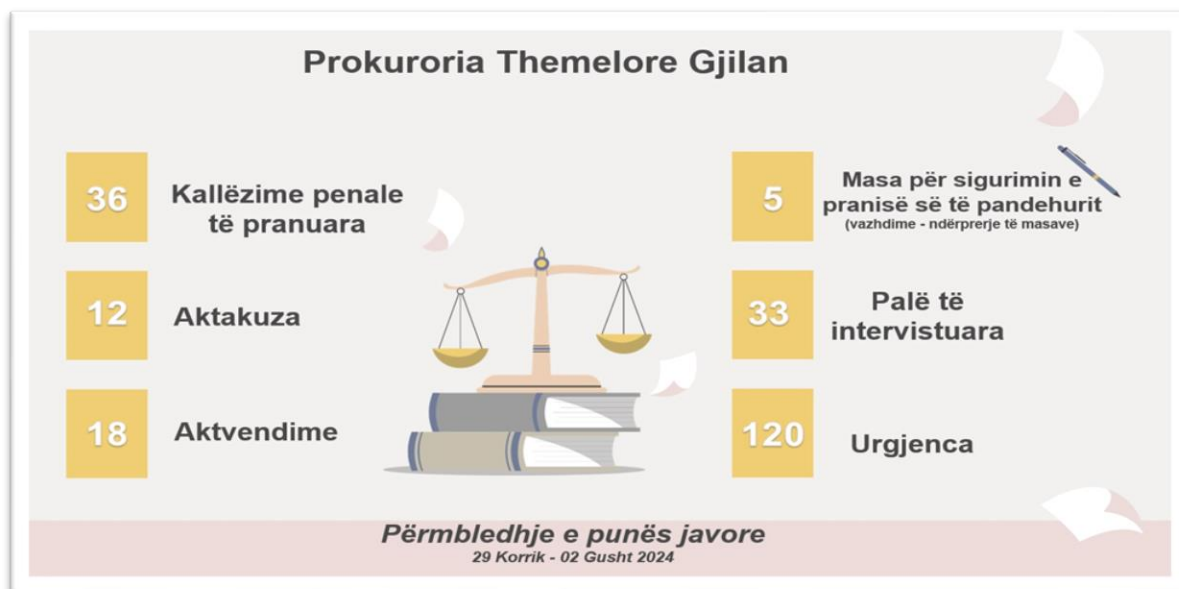 Prokuroria Themelore Gjilan
36
Kallëzime penale
të pranuara
12
Aktakuza
18
Aktvendime
5
Masa për sigurimin e
pranisë së të pandehurit
(vazhdime - ndërprerje të masave)
33
Palë të
intervistuara
120
Urgjenca
Përmbledhje e punës javore
29 Korrik - 02 Gusht 2024